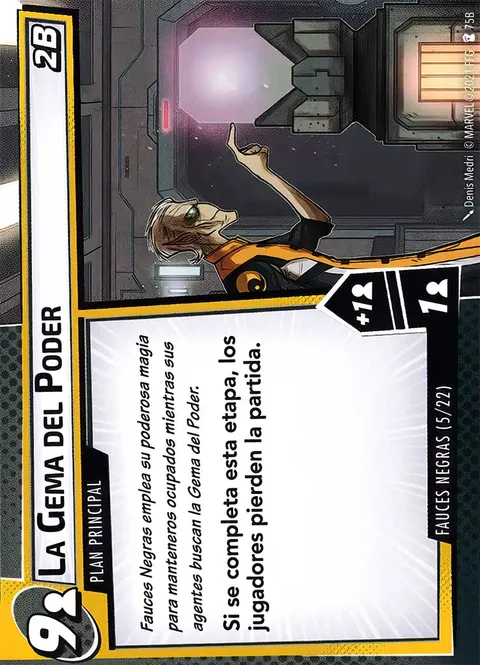 9
LA GEMA DEL PODER
2B
PLAN PRINCIPAL
Fauces Negras emplea su poderosa magia
para manteneros ocupados mientras sus
agentes buscan la Gema del Poder.
Si se completa esta etapa, los
jugadores pierden la partida.
+1
1
FAUCES NEGRAS (5/22)
Denis Medri © MARVEL © 2021 FFG 75B